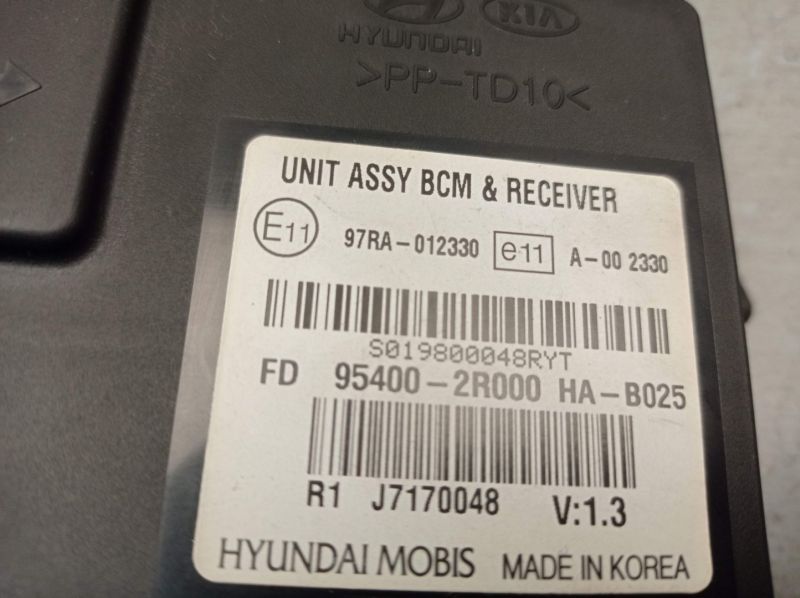 KIA
HYUNDAI
>PP-TD10<
UNIT ASSY BCM & RECEIVER
E11 97RA-012330 e11 A-00 2330
S019800048RYT
FD 95400-2R000 HA-B025
R1 J7170048 V:1.3
HYUNDAI MOBIS MADE IN KOREA